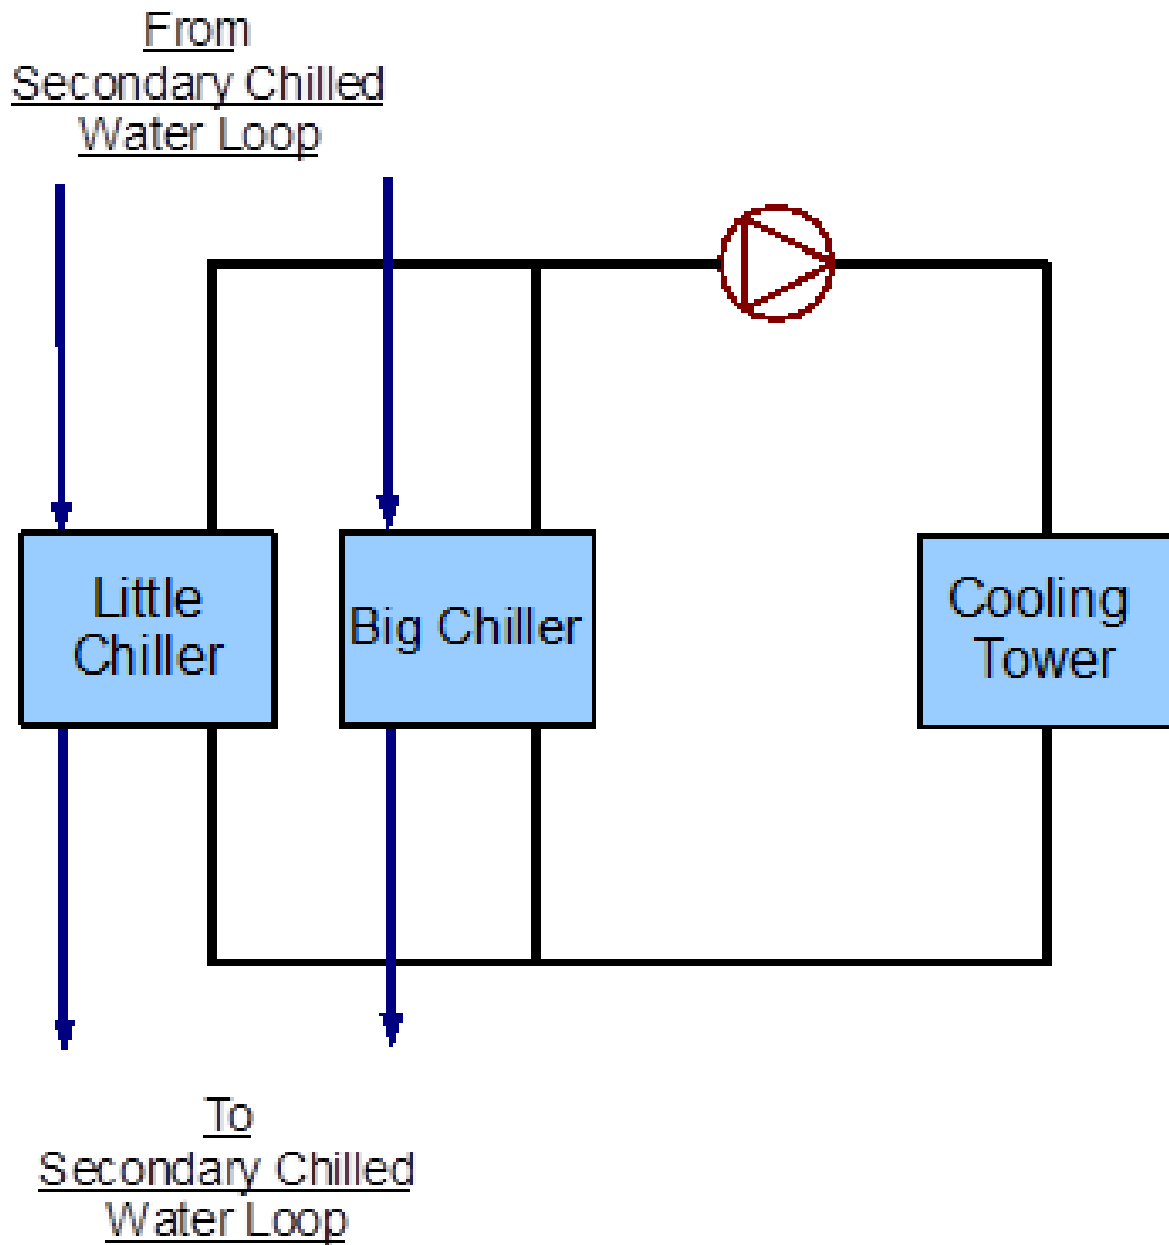 From
Secondary Chilled
Water Loop
Little
Chiller
Big Chiller
Cooling
Tower
To
Secondary Chilled
Water Loop